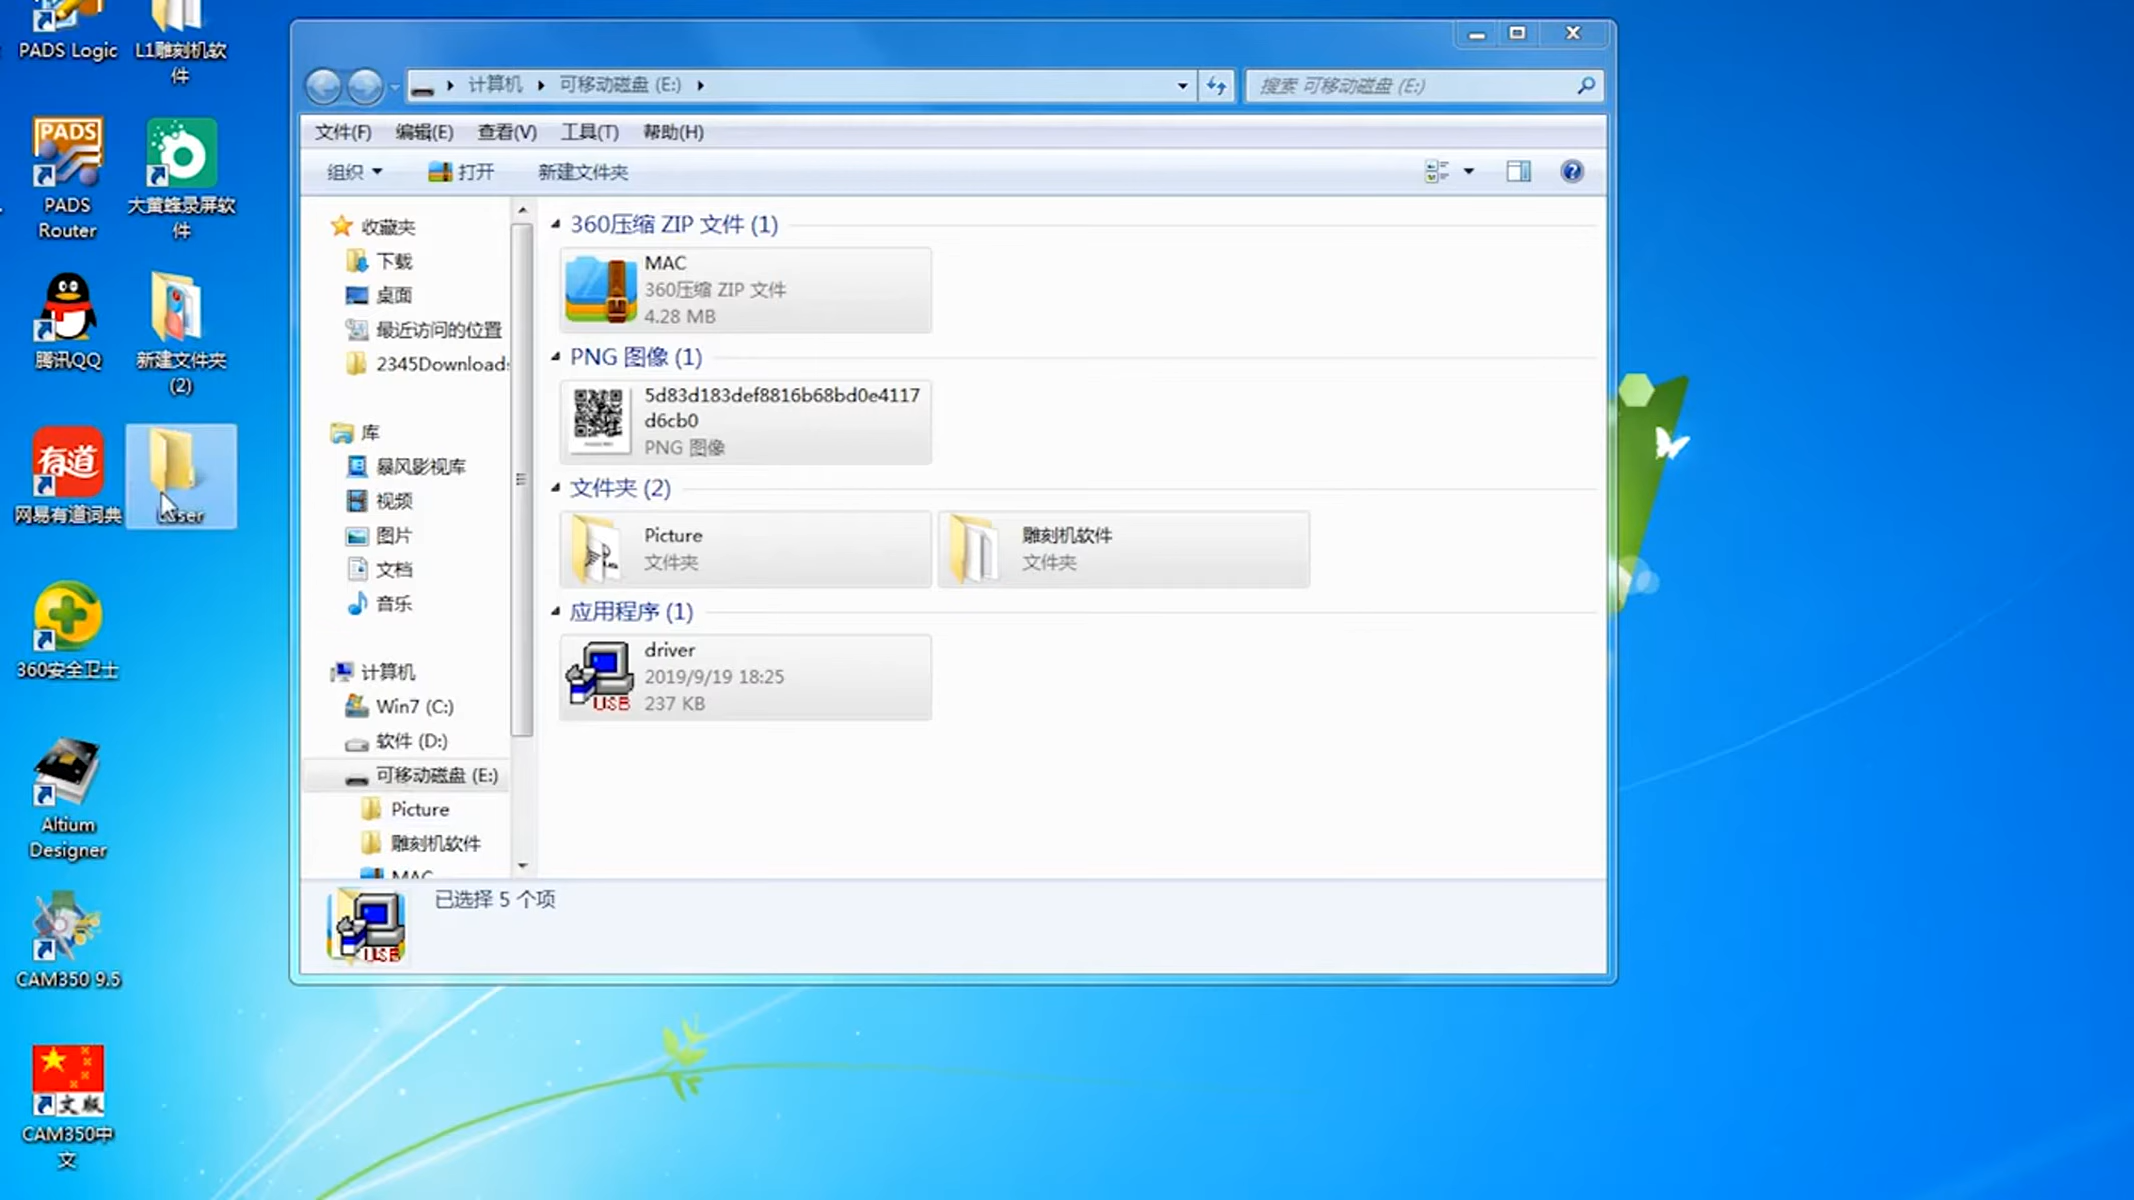 PADS Logic
L1雕刻机软
件
PADS
PADS
Router
大黄蜂录屏软
件
腾讯QQ
新建文件夹
(2)
有道
网易有道词典
360安全卫士
Altium
Designer
CAM350 9.5
文版
CAM350中
文
计算机
可移动磁盘 (E:)
搜索 可移动磁盘 (E:)
文件(F)
编辑(E)
查看(V)
工具(T)
帮助(H)
组织
打开
新建文件夹
收藏夹
下载
桌面
最近访问的位置
2345Downloads
库
暴风影视库
视频
图片
文档
音乐
计算机
Win7 (C:)
软件 (D:)
可移动磁盘 (E:)
Picture
雕刻机软件
MAC
360压缩 ZIP 文件 (1)
MAC
360压缩 ZIP 文件
4.28 MB
PNG 图像 (1)
5d83d183def8816b68bd0e4117
d6cb0
PNG 图像
文件夹 (2)
Picture
文件夹
雕刻机软件
文件夹
应用程序 (1)
USB
driver
2019/9/19 18:25
237 KB
USB
已选择 5 个项